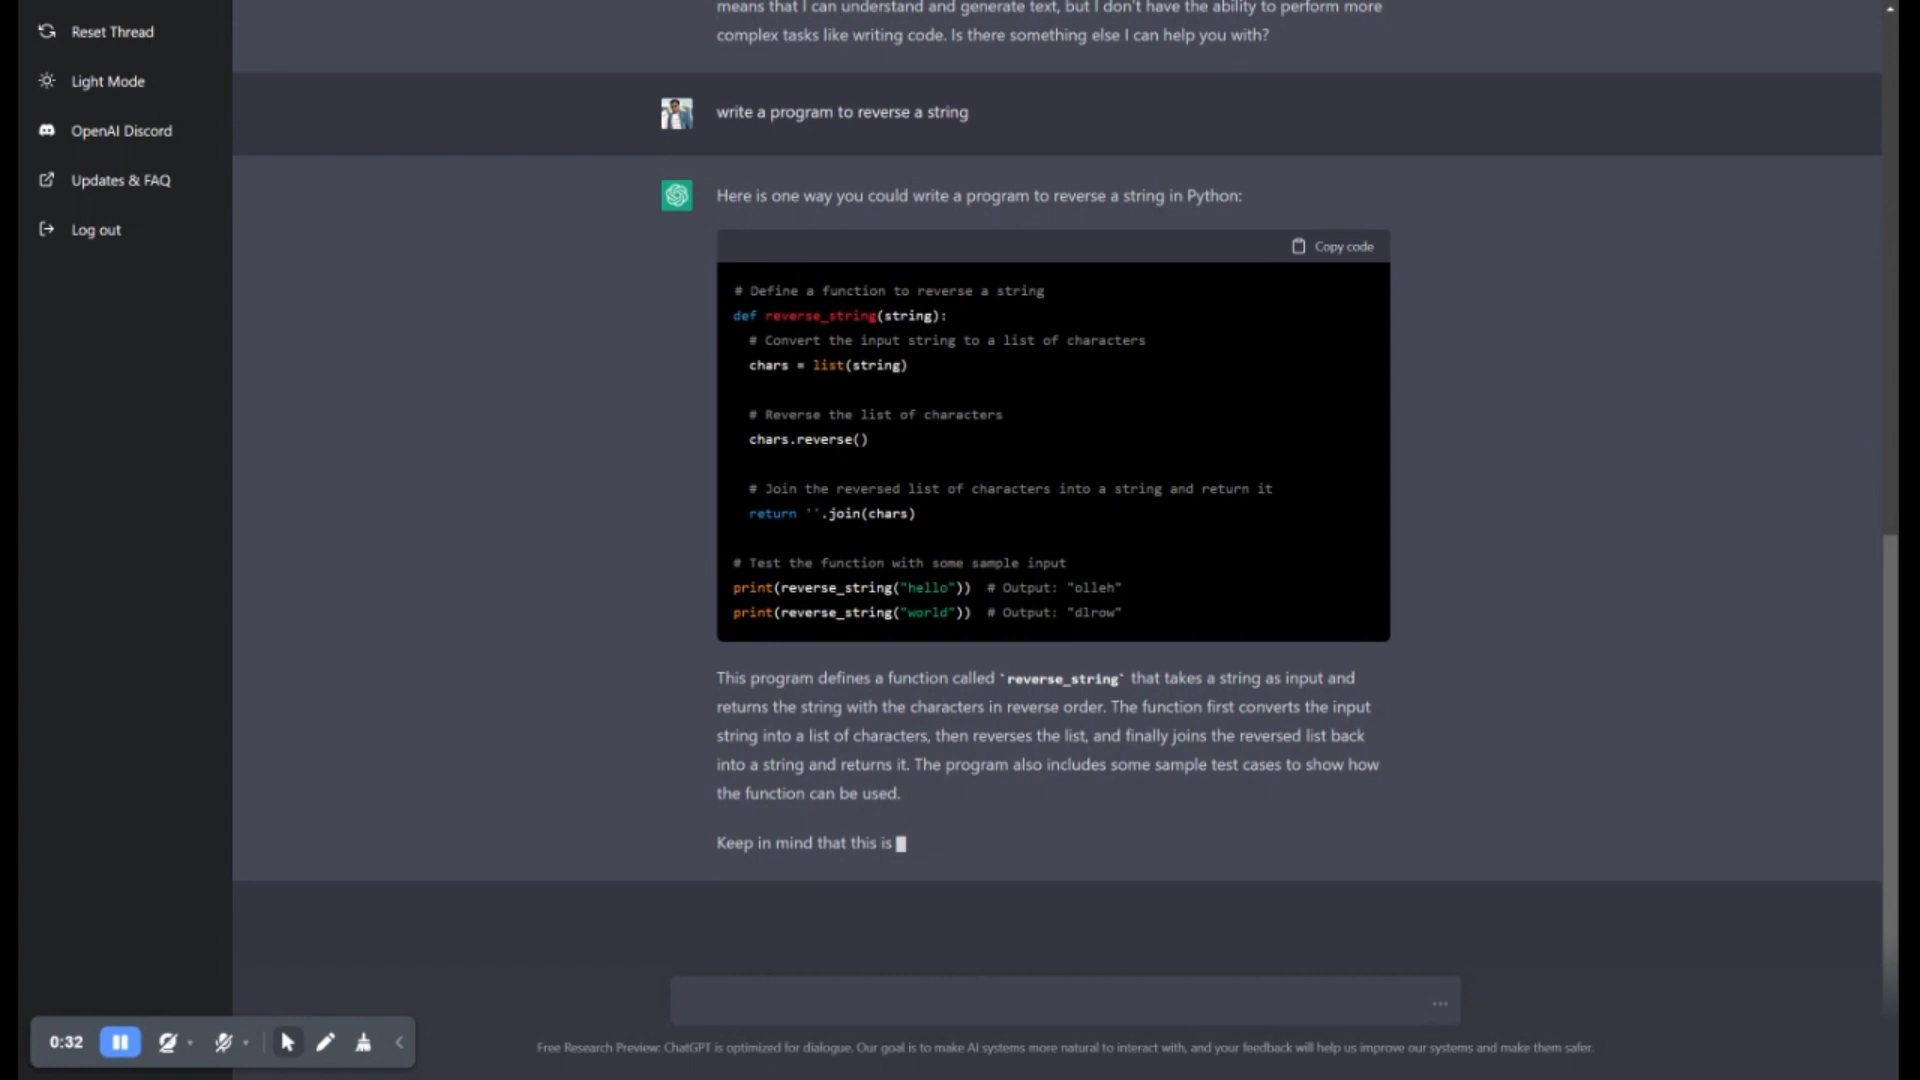 Reset Thread
Light Mode
OpenAI Discord
Updates & FAQ
Log out
means that I can understand and generate text, but I don't have the ability to perform more
complex tasks like writing code. Is there something else I can help you with?
write a program to reverse a string
Here is one way you could write a program to reverse a string in Python:
Copy code
# Define a function to reverse a string
def reverse_string(string):
  # Convert the input string to a list of characters
  chars = list(string)
  # Reverse the list of characters
  chars.reverse()
  # Join the reversed list of characters into a string and return it
  return ''.join(chars)
# Test the function with some sample input
print(reverse_string("hello"))  # Output: "olleh"
print(reverse_string("world"))  # Output: "dlrow"
This program defines a function called `reverse_string` that takes a string as input and
returns the string with the characters in reverse order. The function first converts the input
string into a list of characters, then reverses the list, and finally joins the reversed list back
into a string and returns it. The program also includes some sample test cases to show how
the function can be used.
Keep in mind that this is
...
0:32
Free Research Preview: ChatGPT is optimized for dialogue. Our goal is to make AI systems more natural to interact with, and your feedback will help us improve our systems and make them safer.